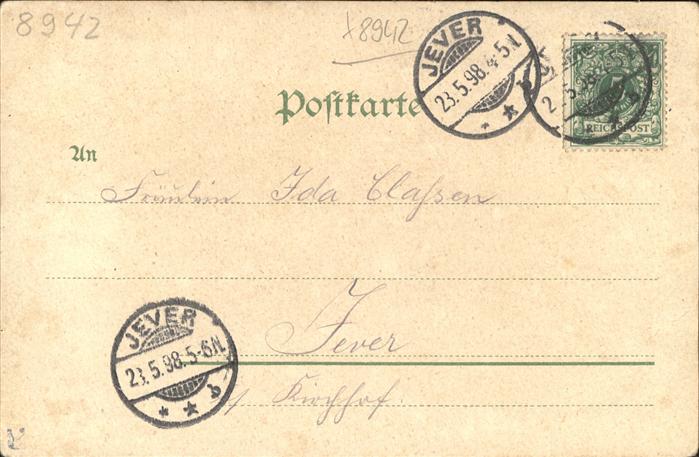 8942
x8942
JEVER
23.5.98.4-5N.
Postkarte
5
REICHSPOST
An
Fräulein Ida Claßen
Jever
JEVER
23.5.98.5-6N.
Kirchhof.